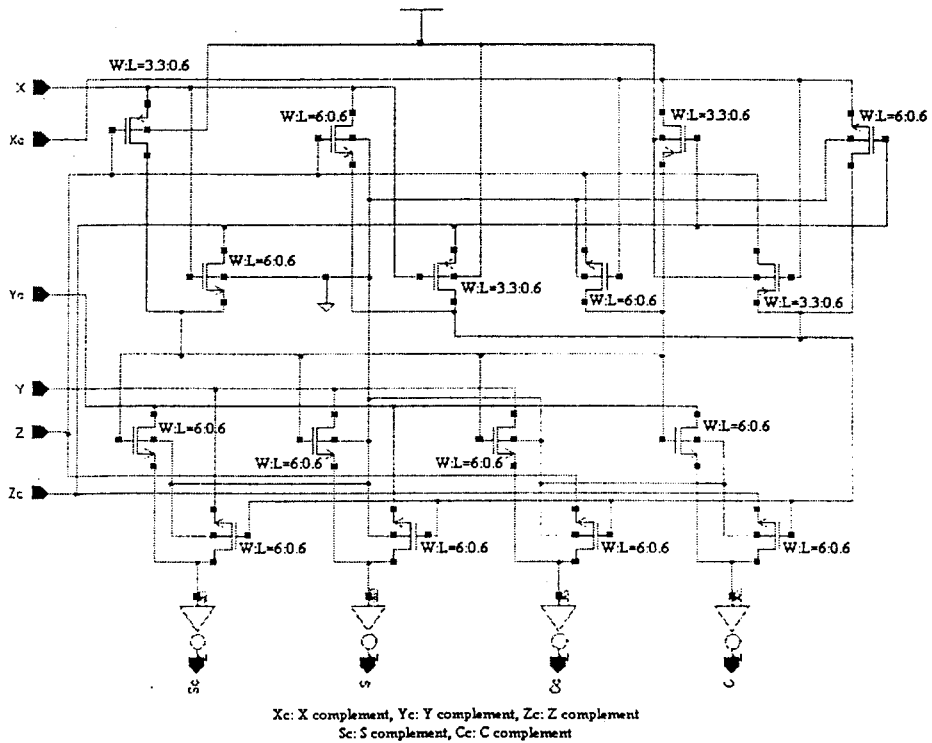 W:L=3.3:0.6
X
W:L=6:0.6
W:L=3.3:0.6
W:L=6:0.6
Xc
W:L=6:0.6
Yc
W:L=3.3:0.6
W:L=6:0.6
W:L=3.3:0.6
Y
Z
W:L=6:0.6
W:L=6:0.6
W:L=6:0.6
W:L=6:0.6
Zc
W:L=6:0.6
W:L=6:0.6
W:L=6:0.6
W:L=6:0.6
Sc
S
Cc
C
Xc: X complement, Yc: Y complement, Zc: Z complement
Sc: S complement, Cc: C complement